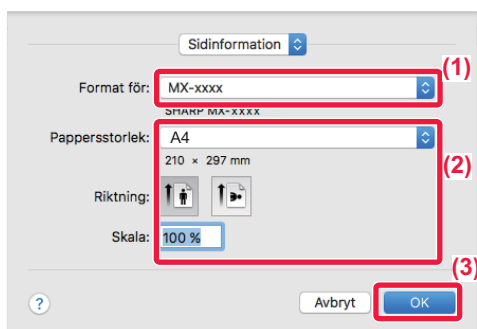 Sidinformation
(1)
Format för: MX-xxxx
SHARP MX-xxxx
Pappersstorlek: A4
210 × 297 mm
(2)
Riktning:
Skala: 100 %
(3)
? Avbryt OK